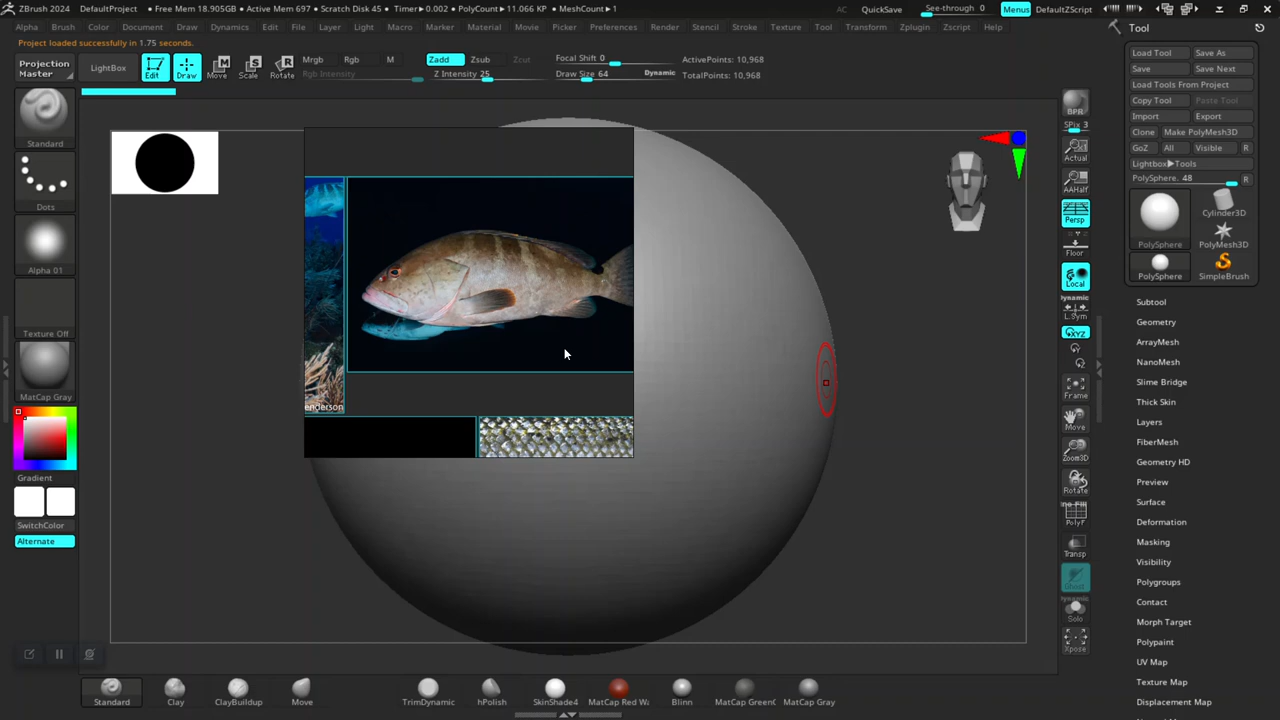 ZBrush 2024 DefaultProject • Free Mem 18.905GB • Active Mem 697 • Scratch Disk 45 • Timer▸0.002 • PolyCount▸11.066 KP • MeshCount▸1 AC QuickSave See-through 0 Menus DefaultZScript
Alpha Brush Color Document Draw Dynamics Edit File Layer Light Macro Marker Material Movie Picker Preferences Render Stencil Stroke Texture Tool Transform Zplugin Zscript Help
Project loaded successfully in 1.75 seconds.
Projection
Master
LightBox
Edit
Draw
Move
Scale
Rotate
Mrgb Rgb M
Rgb Intensity
Zadd Zsub Zcut
Z Intensity 25
Focal Shift 0
Draw Size 64
Dynamic
ActivePoints: 10,968
TotalPoints: 10,968
Standard
Dots
Alpha 01
Texture Off
MatCap Gray
Gradient
SwitchColor
Alternate
enderson
BPR
SPix 3
Actual
AAHalf
Persp
Floor
Local
Dynamic
L.Sym
XYZ
Frame
Move
Zoom3D
Rotate
PolyF
Transp
Ghost
Dynamic
Solo
Xpose
Tool
Load Tool Save As
Save Save Next
Load Tools From Project
Copy Tool Paste Tool
Import Export
Clone Make PolyMesh3D
GoZ All Visible R
Lightbox▸Tools
PolySphere. 48 R
PolySphere
Cylinder3D
PolyMesh3D
PolySphere
SimpleBrush
Subtool
Geometry
ArrayMesh
NanoMesh
Slime Bridge
Thick Skin
Layers
FiberMesh
Geometry HD
Preview
Surface
Deformation
Masking
Visibility
Polygroups
Contact
Morph Target
Polypaint
UV Map
Texture Map
Displacement Map
Standard Clay ClayBuildup Move TrimDynamic hPolish SkinShade4 MatCap Red Wa Blinn MatCap GreenC MatCap Gray